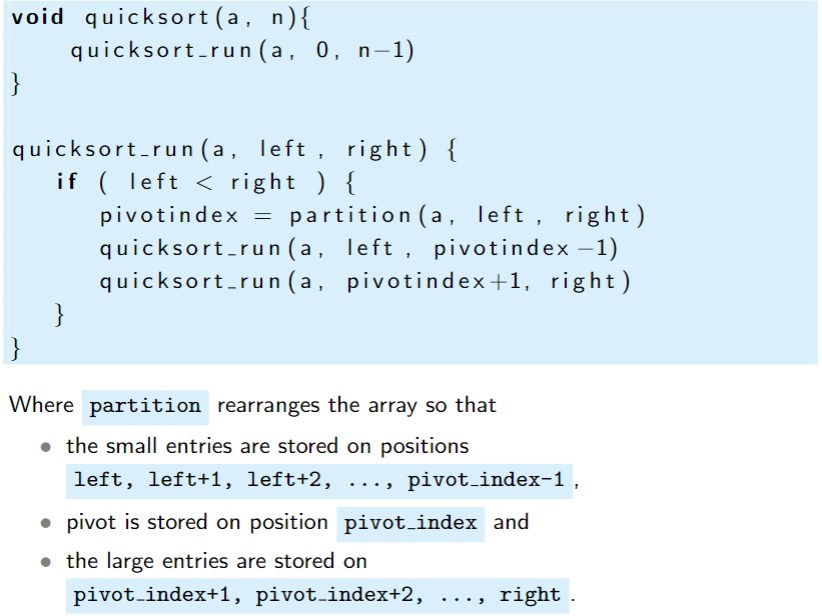 void quicksort(a, n){
    quicksort_run(a, 0, n−1)
}

quicksort_run(a, left, right) {
   if ( left < right ) {
      pivotindex = partition(a, left, right)
      quicksort_run(a, left, pivotindex−1)
      quicksort_run(a, pivotindex+1, right)
   }
}
Where partition rearranges the array so that
• the small entries are stored on positions
left, left+1, left+2, ..., pivot_index-1,
• pivot is stored on position pivot_index and
• the large entries are stored on
pivot_index+1, pivot_index+2, ..., right.